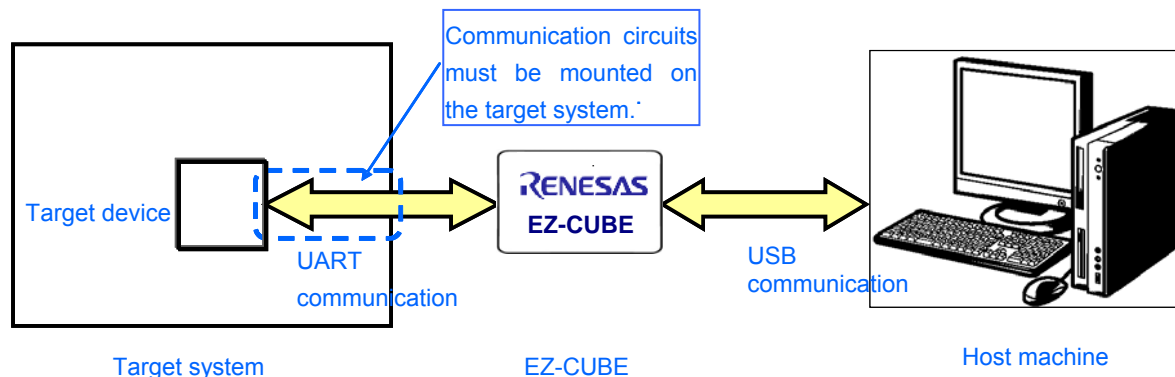 Communication circuits
must be mounted on
the target system.
Target device
RENESAS
EZ-CUBE
UART
communication
USB
communication
Target system
EZ-CUBE
Host machine